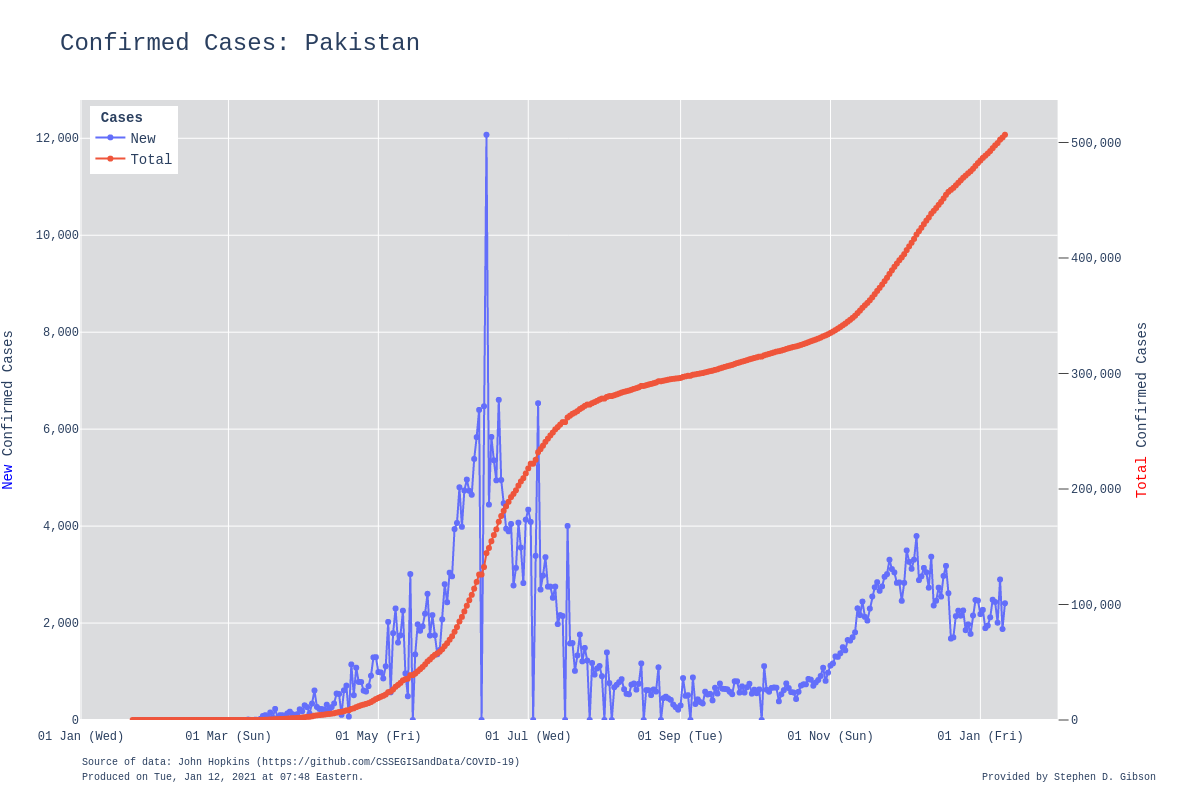 Confirmed Cases: Pakistan
Cases
New
Total
12,000
10,000
8,000
6,000
4,000
2,000
0
500,000
400,000
300,000
200,000
100,000
0
New Confirmed Cases
Total Confirmed Cases
01 Jan (Wed) 01 Mar (Sun) 01 May (Fri) 01 Jul (Wed) 01 Sep (Tue) 01 Nov (Sun) 01 Jan (Fri)
Source of data: John Hopkins (https://github.com/CSSEGISandData/COVID-19)
Produced on Tue, Jan 12, 2021 at 07:48 Eastern.
Provided by Stephen D. Gibson